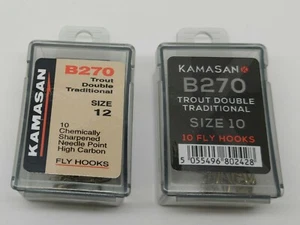 KAMASAN
B270
Trout
Double
Traditional
SIZE
12
10
Chemically
Sharpened
Needle Point
High Carbon
FLY HOOKS
KAMASAN
B270
TROUT DOUBLE
TRADITIONAL
SIZE 10
10 FLY HOOKS
5 055496 802428